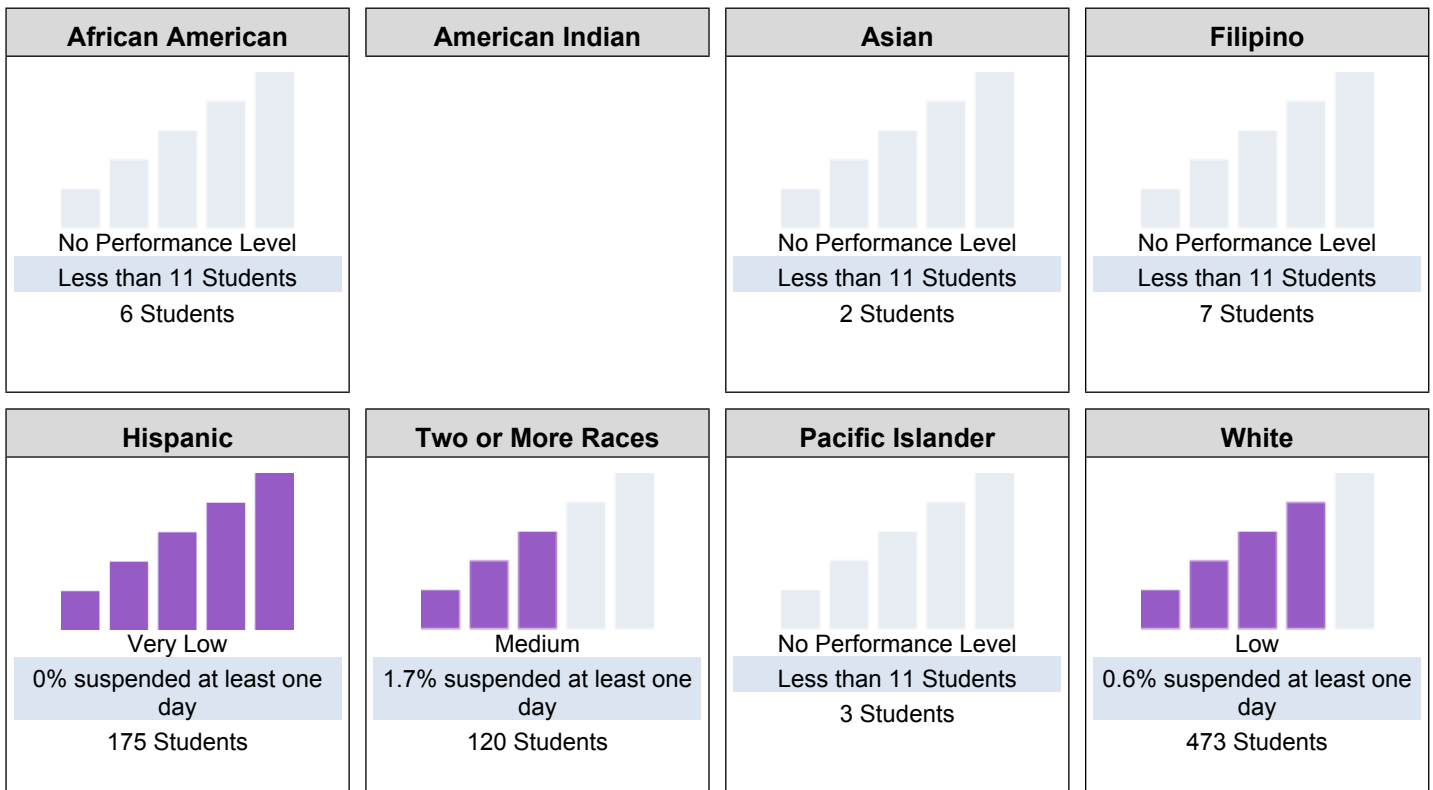 African American
No Performance Level
Less than 11 Students
6 Students
American Indian
Asian
No Performance Level
Less than 11 Students
2 Students
Filipino
No Performance Level
Less than 11 Students
7 Students
Hispanic
Very Low
0% suspended at least one
day
175 Students
Two or More Races
Medium
1.7% suspended at least one
day
120 Students
Pacific Islander
No Performance Level
Less than 11 Students
3 Students
White
Low
0.6% suspended at least one
day
473 Students